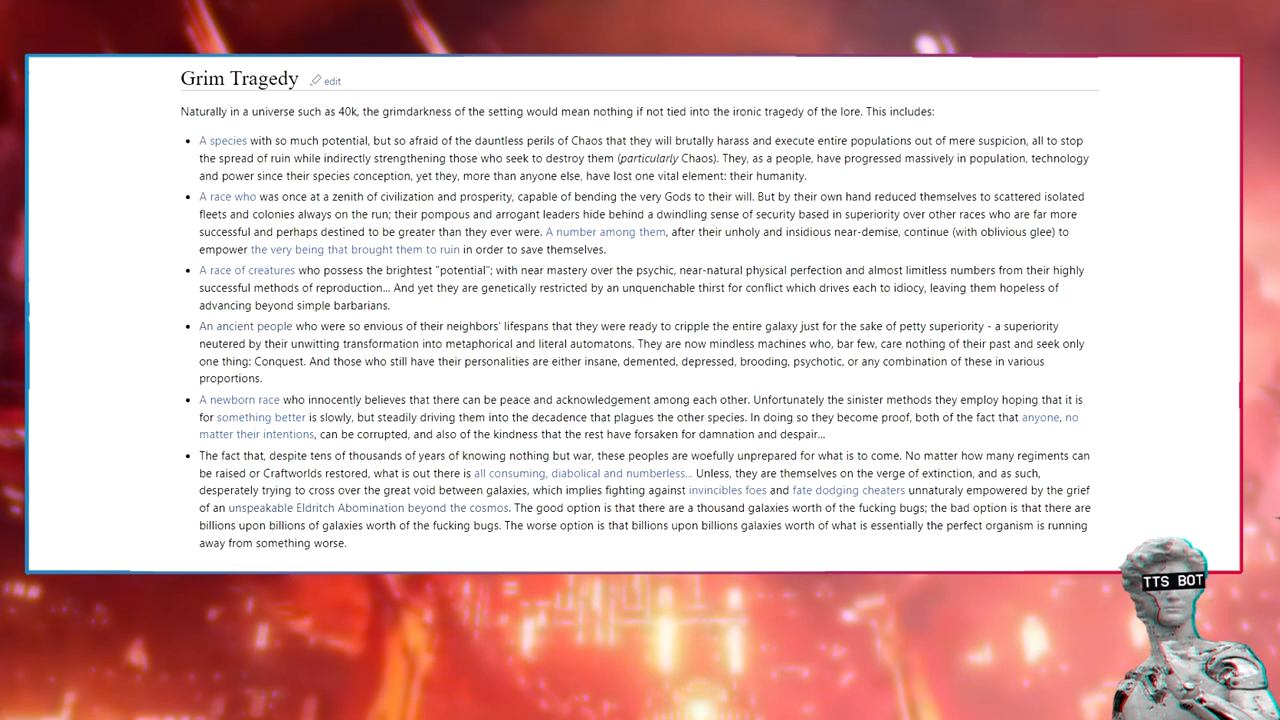 Grim Tragedy edit
Naturally in a universe such as 40k, the grimdarkness of the setting would mean nothing if not tied into the ironic tragedy of the lore. This includes:
A species with so much potential, but so afraid of the dauntless perils of Chaos that they will brutally harass and execute entire populations out of mere suspicion, all to stop
the spread of ruin while indirectly strengthening those who seek to destroy them (particularly Chaos). They, as a people, have progressed massively in population, technology
and power since their species conception, yet they, more than anyone else, have lost one vital element: their humanity.
A race who was once at a zenith of civilization and prosperity, capable of bending the very Gods to their will. But by their own hand reduced themselves to scattered isolated
fleets and colonies always on the run; their pompous and arrogant leaders hide behind a dwindling sense of security based in superiority over other races who are far more
successful and perhaps destined to be greater than they ever were. A number among them, after their unholy and insidious near-demise, continue (with oblivious glee) to
empower the very being that brought them to ruin in order to save themselves.
A race of creatures who possess the brightest "potential"; with near mastery over the psychic, near-natural physical perfection and almost limitless numbers from their highly
successful methods of reproduction... And yet they are genetically restricted by an unquenchable thirst for conflict which drives each to idiocy, leaving them hopeless of
advancing beyond simple barbarians.
An ancient people who were so envious of their neighbors' lifespans that they were ready to cripple the entire galaxy just for the sake of petty superiority - a superiority
neutered by their unwitting transformation into metaphorical and literal automatons. They are now mindless machines who, bar few, care nothing of their past and seek only
one thing: Conquest. And those who still have their personalities are either insane, demented, depressed, brooding, psychotic, or any combination of these in various
proportions.
A newborn race who innocently believes that there can be peace and acknowledgement among each other. Unfortunately the sinister methods they employ hoping that it is
for something better is slowly, but steadily driving them into the decadence that plagues the other species. In doing so they become proof, both of the fact that anyone, no
matter their intentions, can be corrupted, and also of the kindness that the rest have forsaken for damnation and despair...
The fact that, despite tens of thousands of years of knowing nothing but war, these peoples are woefully unprepared for what is to come. No matter how many regiments can
be raised or Craftworlds restored, what is out there is all consuming, diabolical and numberless... Unless, they are themselves on the verge of extinction, and as such,
desperately trying to cross over the great void between galaxies, which implies fighting against invincibles foes and fate dodging cheaters unnaturaly empowered by the grief
of an unspeakable Eldritch Abomination beyond the cosmos. The good option is that there are a thousand galaxies worth of the fucking bugs; the bad option is that there are
billions upon billions of galaxies worth of the fucking bugs. The worse option is that billions upon billions galaxies worth of what is essentially the perfect organism is running
away from something worse.
TTS BOT